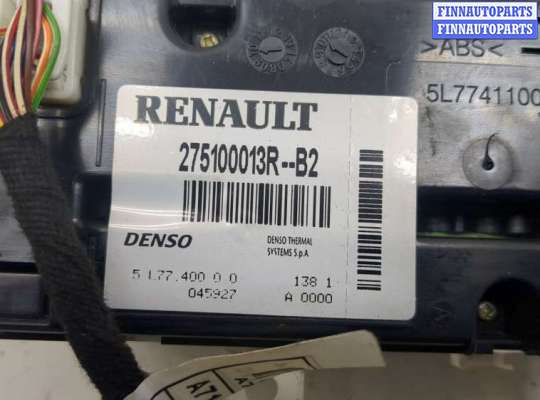 FINNAUTOPARTS
FINNAUTOPARTS
FINNAUTOPARTS
>ABS<
5L7741100
RENAULT
275100013R--B2
DENSO
DENSO THERMAL
SYSTEMS S.p.A
5 L77.400 0 0
138 1
045927
A 0000
A